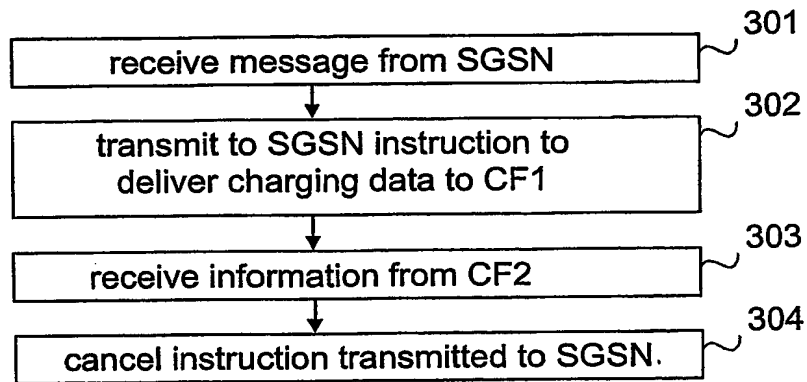 301
receive message from SGSN
302
transmit to SGSN instruction to
deliver charging data to CF1
303
receive information from CF2
304
cancel instruction transmitted to SGSN.